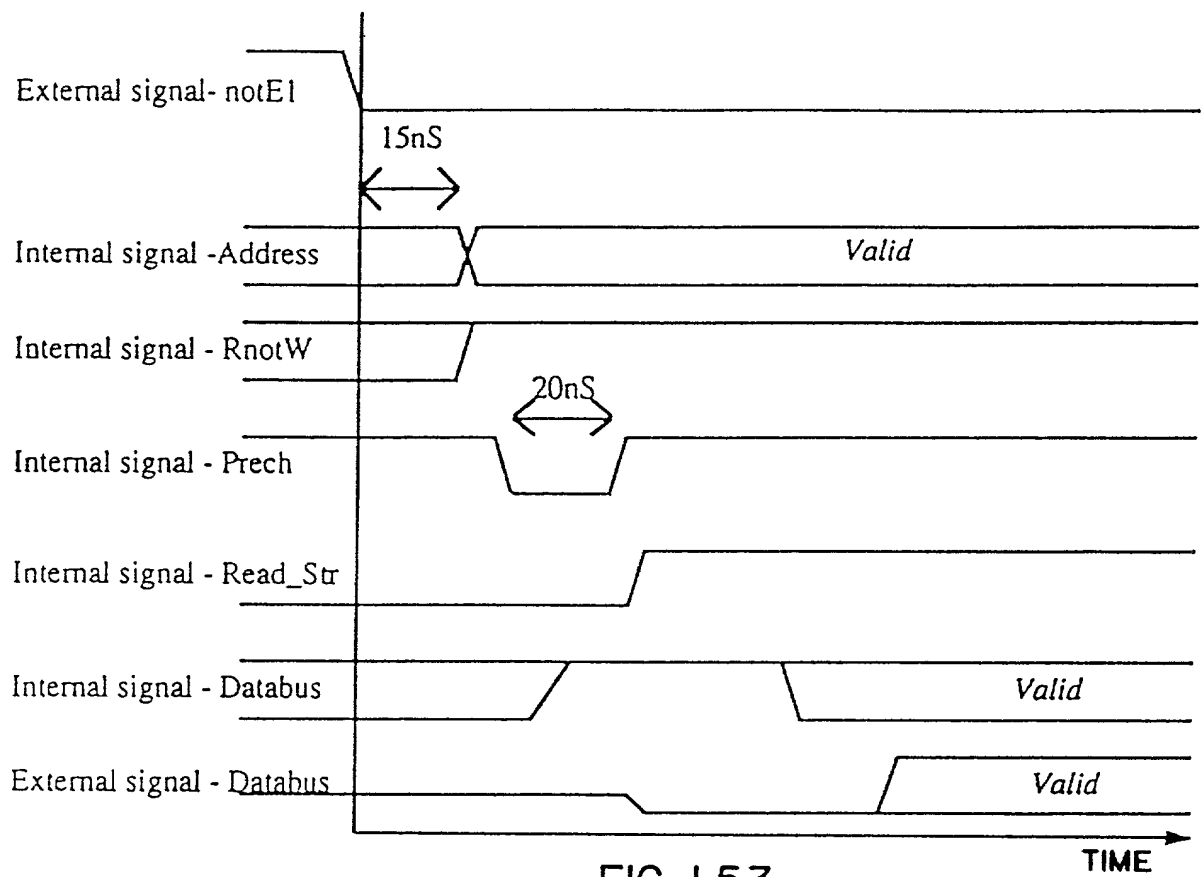 External signal- notE1
15nS
Internal signal -Address
Valid
Internal signal - RnotW
20nS
Internal signal - Prech
Internal signal - Read_Str
Internal signal - Databus
Valid
External signal - Databus
Valid
TIME